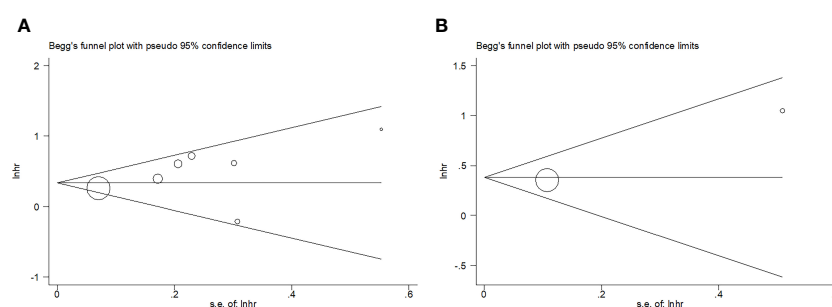 A
Begg's funnel plot with pseudo 95% confidence limits
2
1
0
-1
lnhr
0
.2
.4
.6
s.e. of: lnhr
B
Begg's funnel plot with pseudo 95% confidence limits
1.5
1
.5
0
-.5
lnhr
0
.2
.4
s.e. of: lnhr